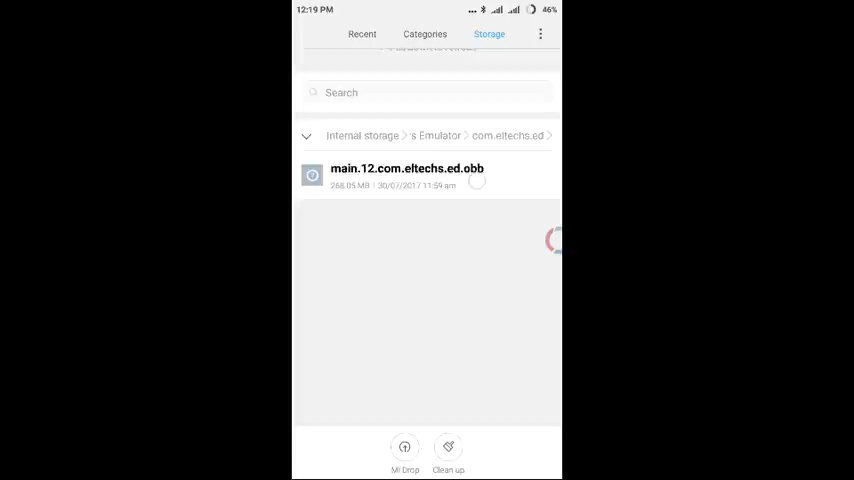 12:19 PM
... 46%
Recent Categories Storage
Search
Internal storage s Emulator com.eltechs.ed
main.12.com.eltechs.ed.obb
268.05 MB | 30/07/2017 11:59 am
Mi Drop Clean up